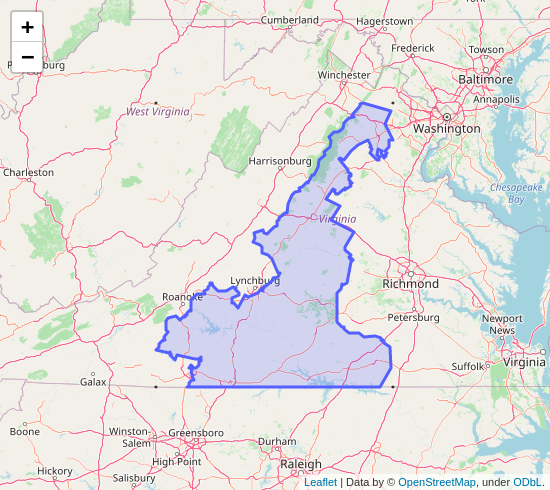 +
−
Cumberland
Hagerstown
Frederick
Towson
Winchester
Baltimore
Annapolis
West Virginia
Washington
Harrisonburg
Charleston
Chesapeake
Bay
Virginia
Lynchburg
Roanoke
Richmond
Petersburg
Newport
News
Suffolk
Virginia
Galax
Boone
Winston-
Salem
Greensboro
High Point
Durham
Hickory
Salisbury
Raleigh
Leaflet | Data by © OpenStreetMap, under ODbL.